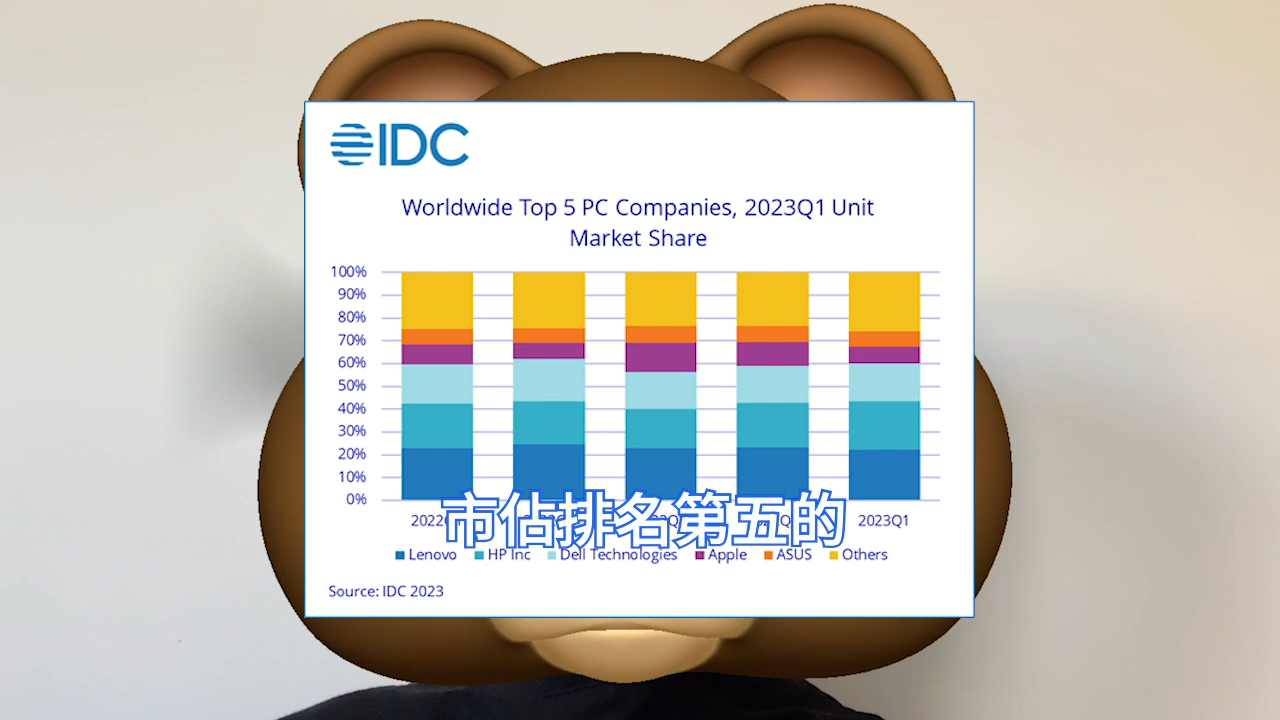 IDC
Worldwide Top 5 PC Companies, 2023Q1 Unit
Market Share
100%
90%
80%
70%
60%
50%
40%
30%
20%
10%
0%
2023Q1
市佔排名第五的
Lenovo HP Inc Dell Technologies Apple ASUS Others
Source: IDC 2023